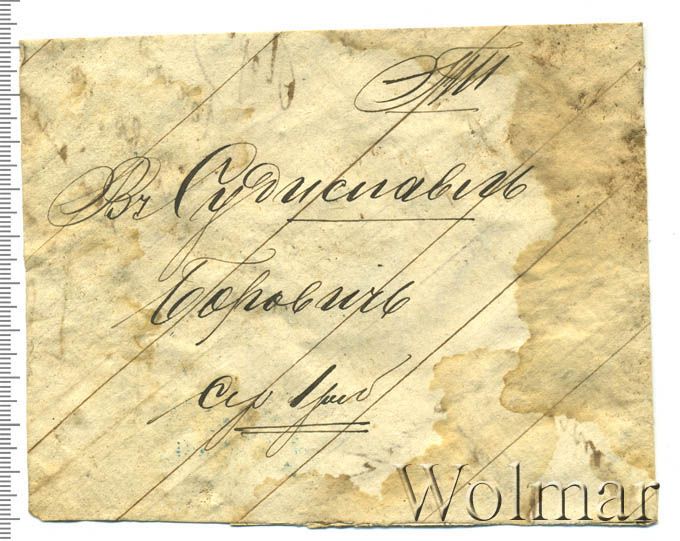 Въ Судиславль
Боровичъ
сер 1 руб
Wolmar